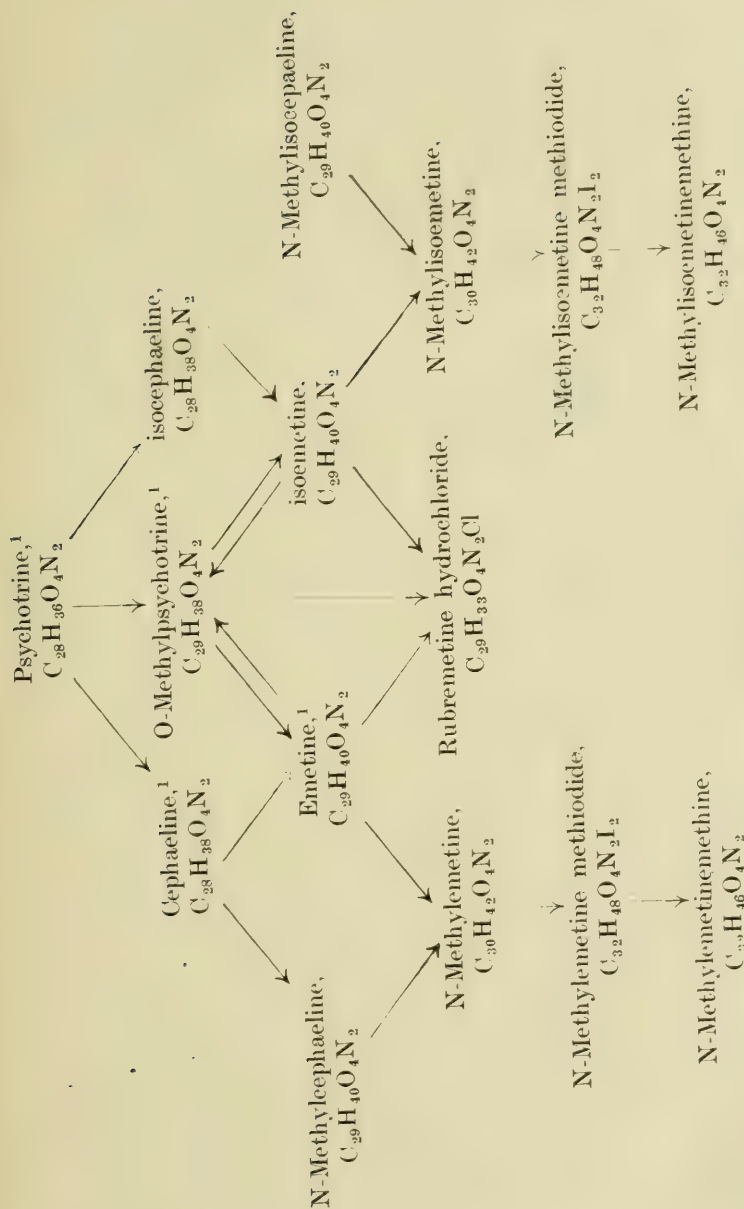 Psychotrine,¹
C₂₈H₃₆O₄N₂
Cephaeline,¹
C₂₈H₃₈O₄N₂
O-Methylpsychotrine,¹
C₂₉H₃₈O₄N₂
isocephaeline,
C₂₈H₃₈O₄N₂
N-Methylcephaeline,
C₂₉H₄₀O₄N₂
Emetine,¹
C₂₉H₄₀O₄N₂
isoemetine,
C₂₉H₄₀O₄N₂
N-Methylisocepaeline,
C₂₉H₄₀O₄N₂
N-Methylemetine,
C₃₀H₄₂O₄N₂
Rubremetine hydrochloride,
C₂₉H₃₃O₄N₂Cl
N-Methylisoemetine,
C₃₀H₄₂O₄N₂
N-Methylemetine methiodide,
C₃₂H₄₈O₄N₂I₂
N-Methylisoemetine methiodide,
C₃₂H₄₈O₄N₂I₂
N-Methylemetinemethine,
C₃₂H₄₆O₄N₂
N-Methylisoemetinemethine,
C₃₂H₄₆O₄N₂